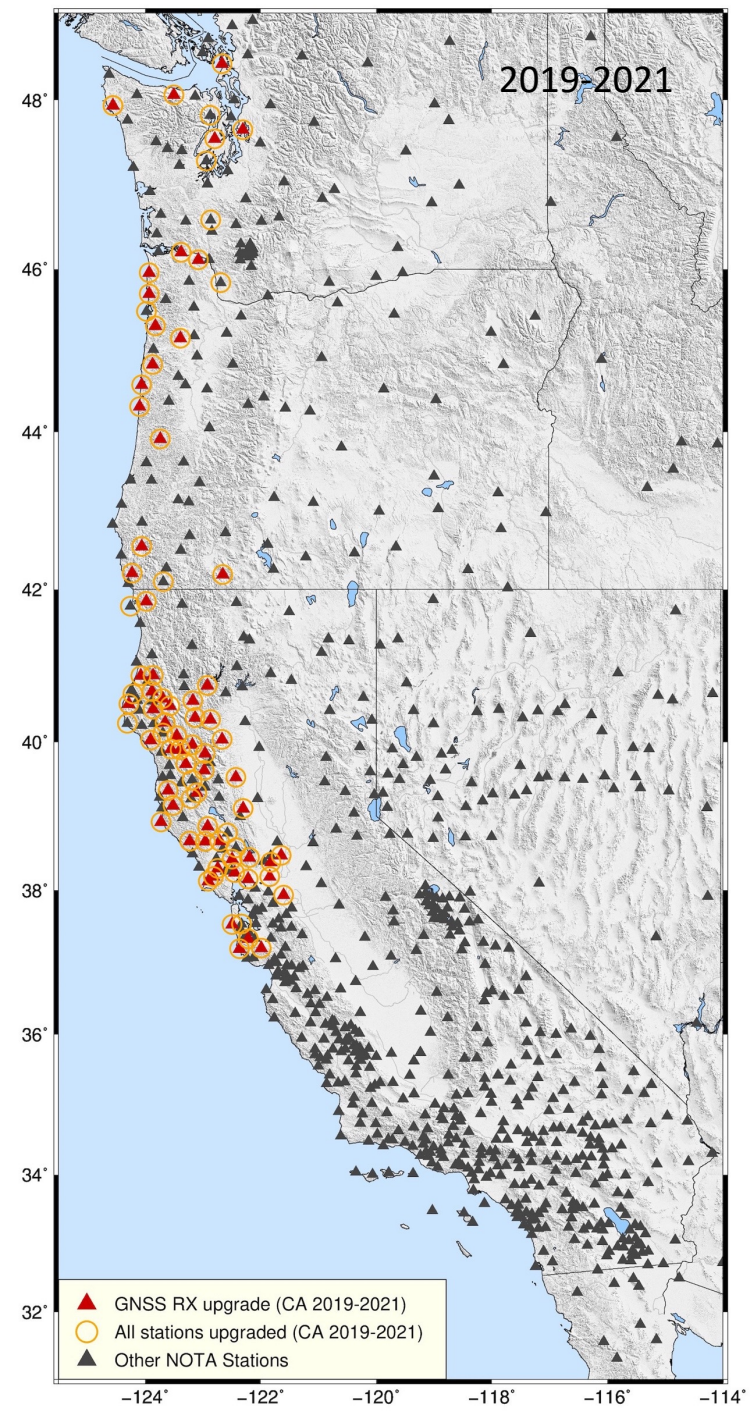 2019-2021
48°
46°
44°
42°
40°
38°
36°
34°
32°
GNSS RX upgrade (CA 2019-2021)
All stations upgraded (CA 2019-2021)
Other NOTA Stations
−124° −122° −120° −118° −116° −114°